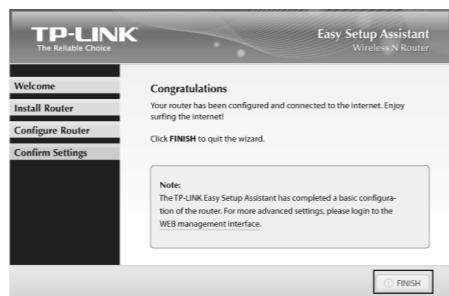 TP-LINK
The Reliable Choice
Easy Setup Assistant
Wireless N Router
Welcome
Install Router
Configure Router
Confirm Settings
Congratulations
Your router has been configured and connected to the internet. Enjoy
surfing the internet!
Click FINISH to quit the wizard.
Note:
The TP-LINK Easy Setup Assistant has completed a basic configura-
tion of the router. For more advanced settings, please login to the
WEB management interface.
FINISH